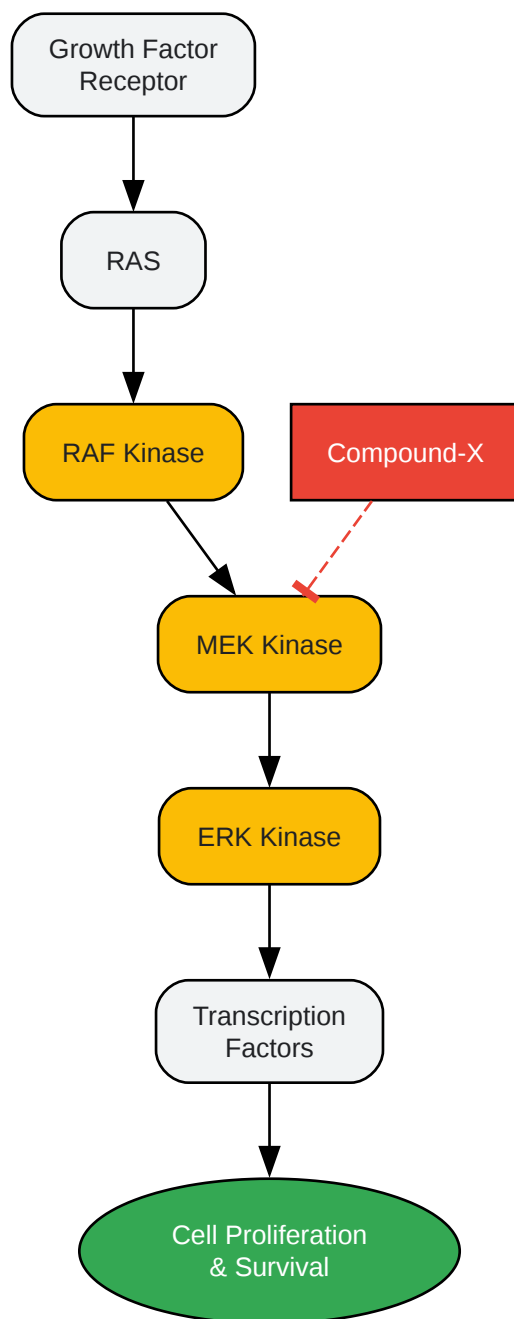 Growth Factor
Receptor
RAS
RAF Kinase
Compound-X
MEK Kinase
ERK Kinase
Transcription
Factors
Cell Proliferation
& Survival